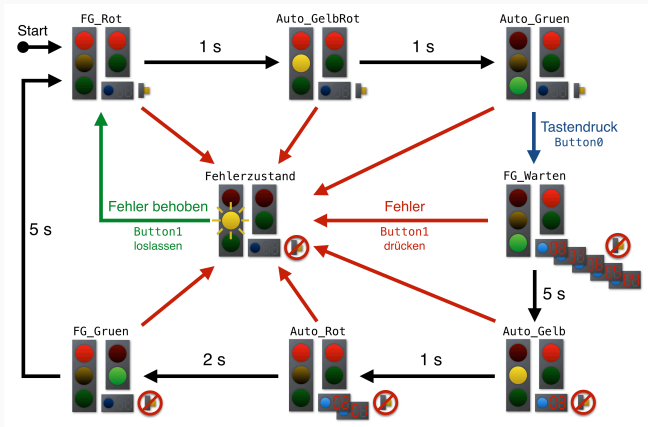 FG_Rot
Auto_GelbRot
Auto_Gruen
Start
1 s
1 s
Tastendruck
Button0
Fehlerzustand
FG_Warten
Fehler behoben
Button1
loslassen
Fehler
Button1
drücken
5 s
5 s
FG_Gruen
Auto_Rot
Auto_Gelb
2 s
1 s